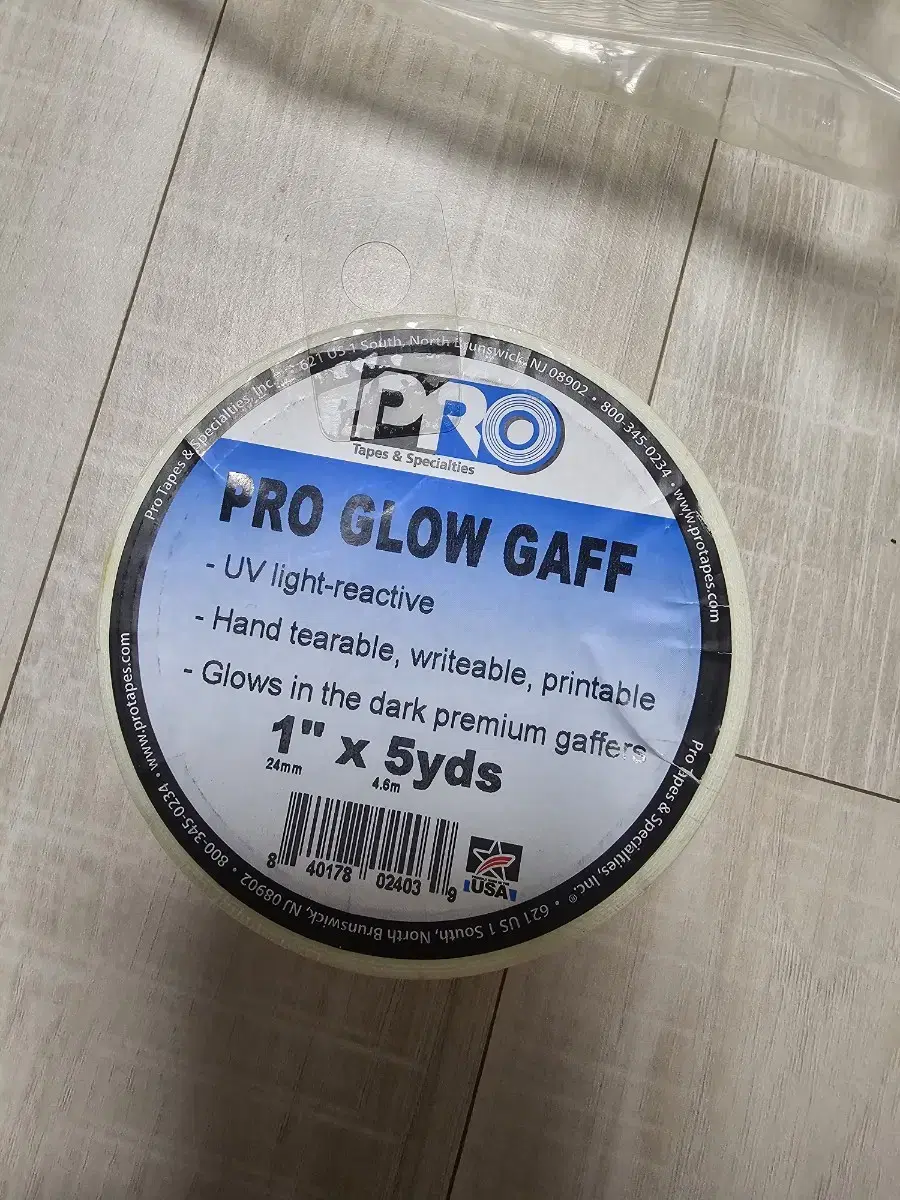 Pro Tapes & Specialties, Inc. • 621 US 1 South, North Brunswick, NJ 08902 • 800-345-0234 • www.protapes.com
PRO
Tapes & Specialties
PRO GLOW GAFF
- UV light-reactive
- Hand tearable, writeable, printable
- Glows in the dark premium gaffers
1" x 5yds
24mm
4.6m
8 40178 02403 9
USA
Pro Tapes & Specialties, Inc.® • 621 US 1 South, North Brunswick, NJ 08902 • 800-345-0234 • www.protapes.com